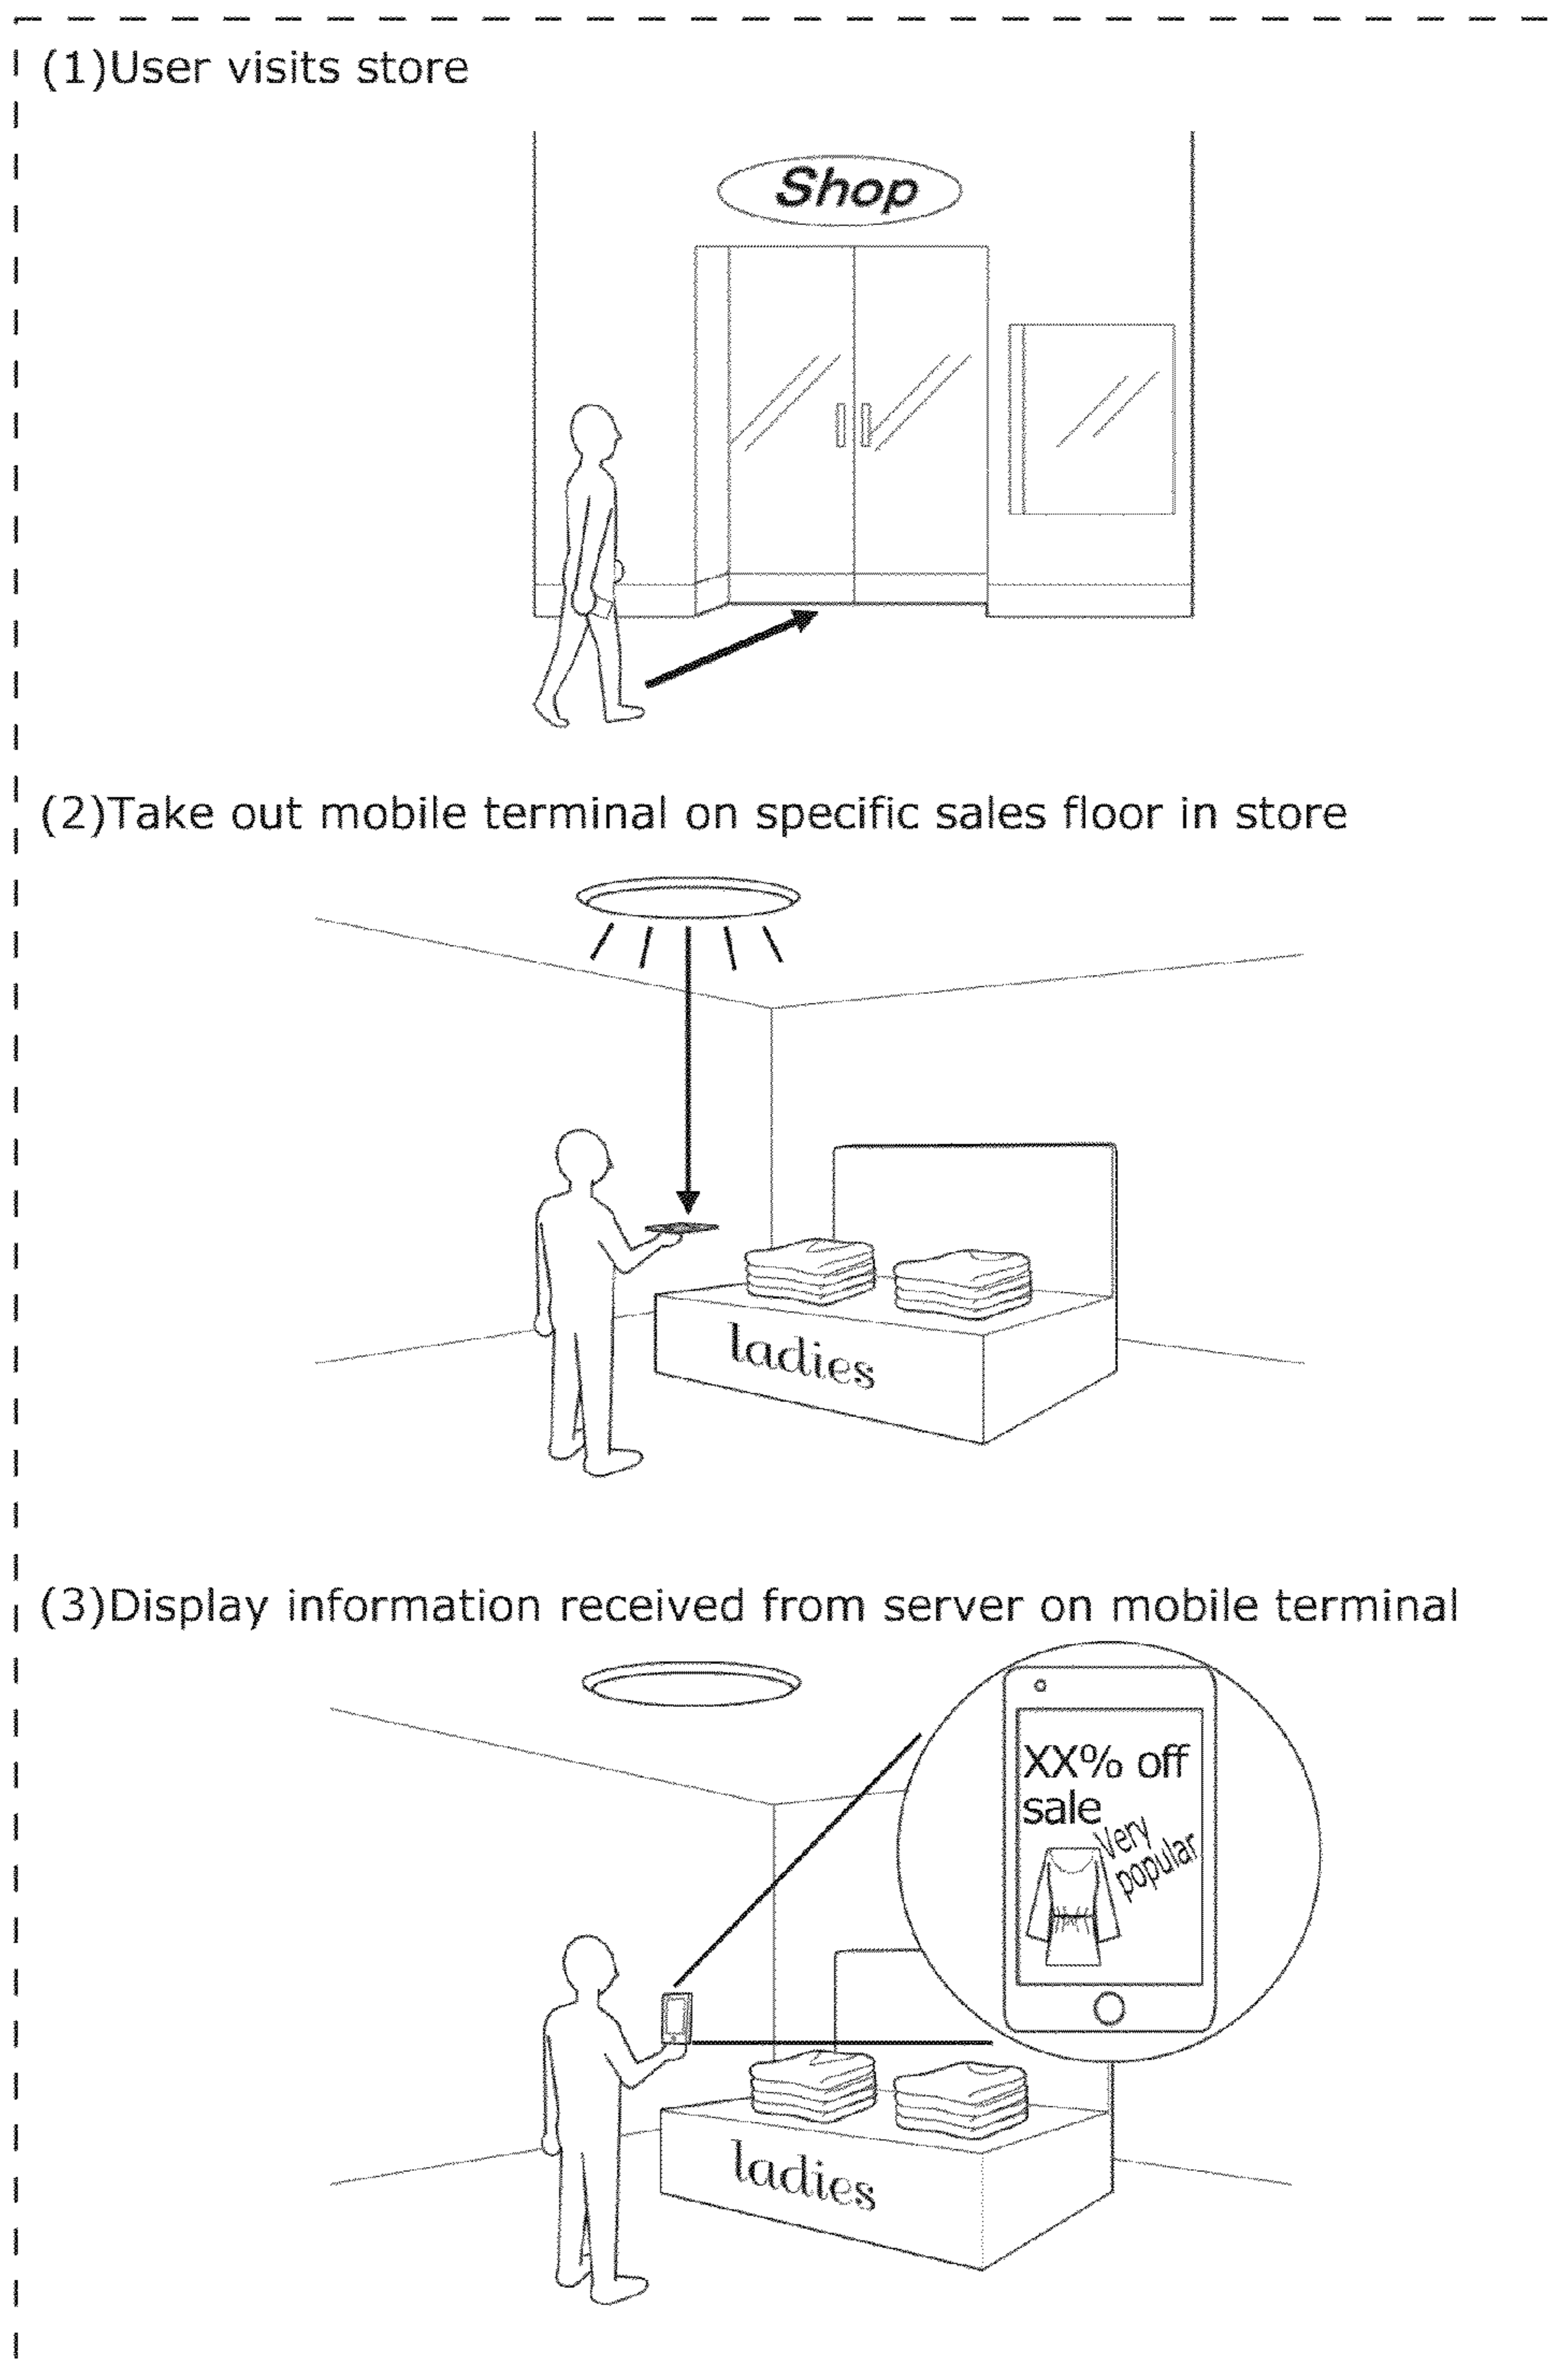 (1)User visits store
Shop
(2)Take out mobile terminal on specific sales floor in store
ladies
(3)Display information received from server on mobile terminal
XX% off
sale
Very
popular
ladies